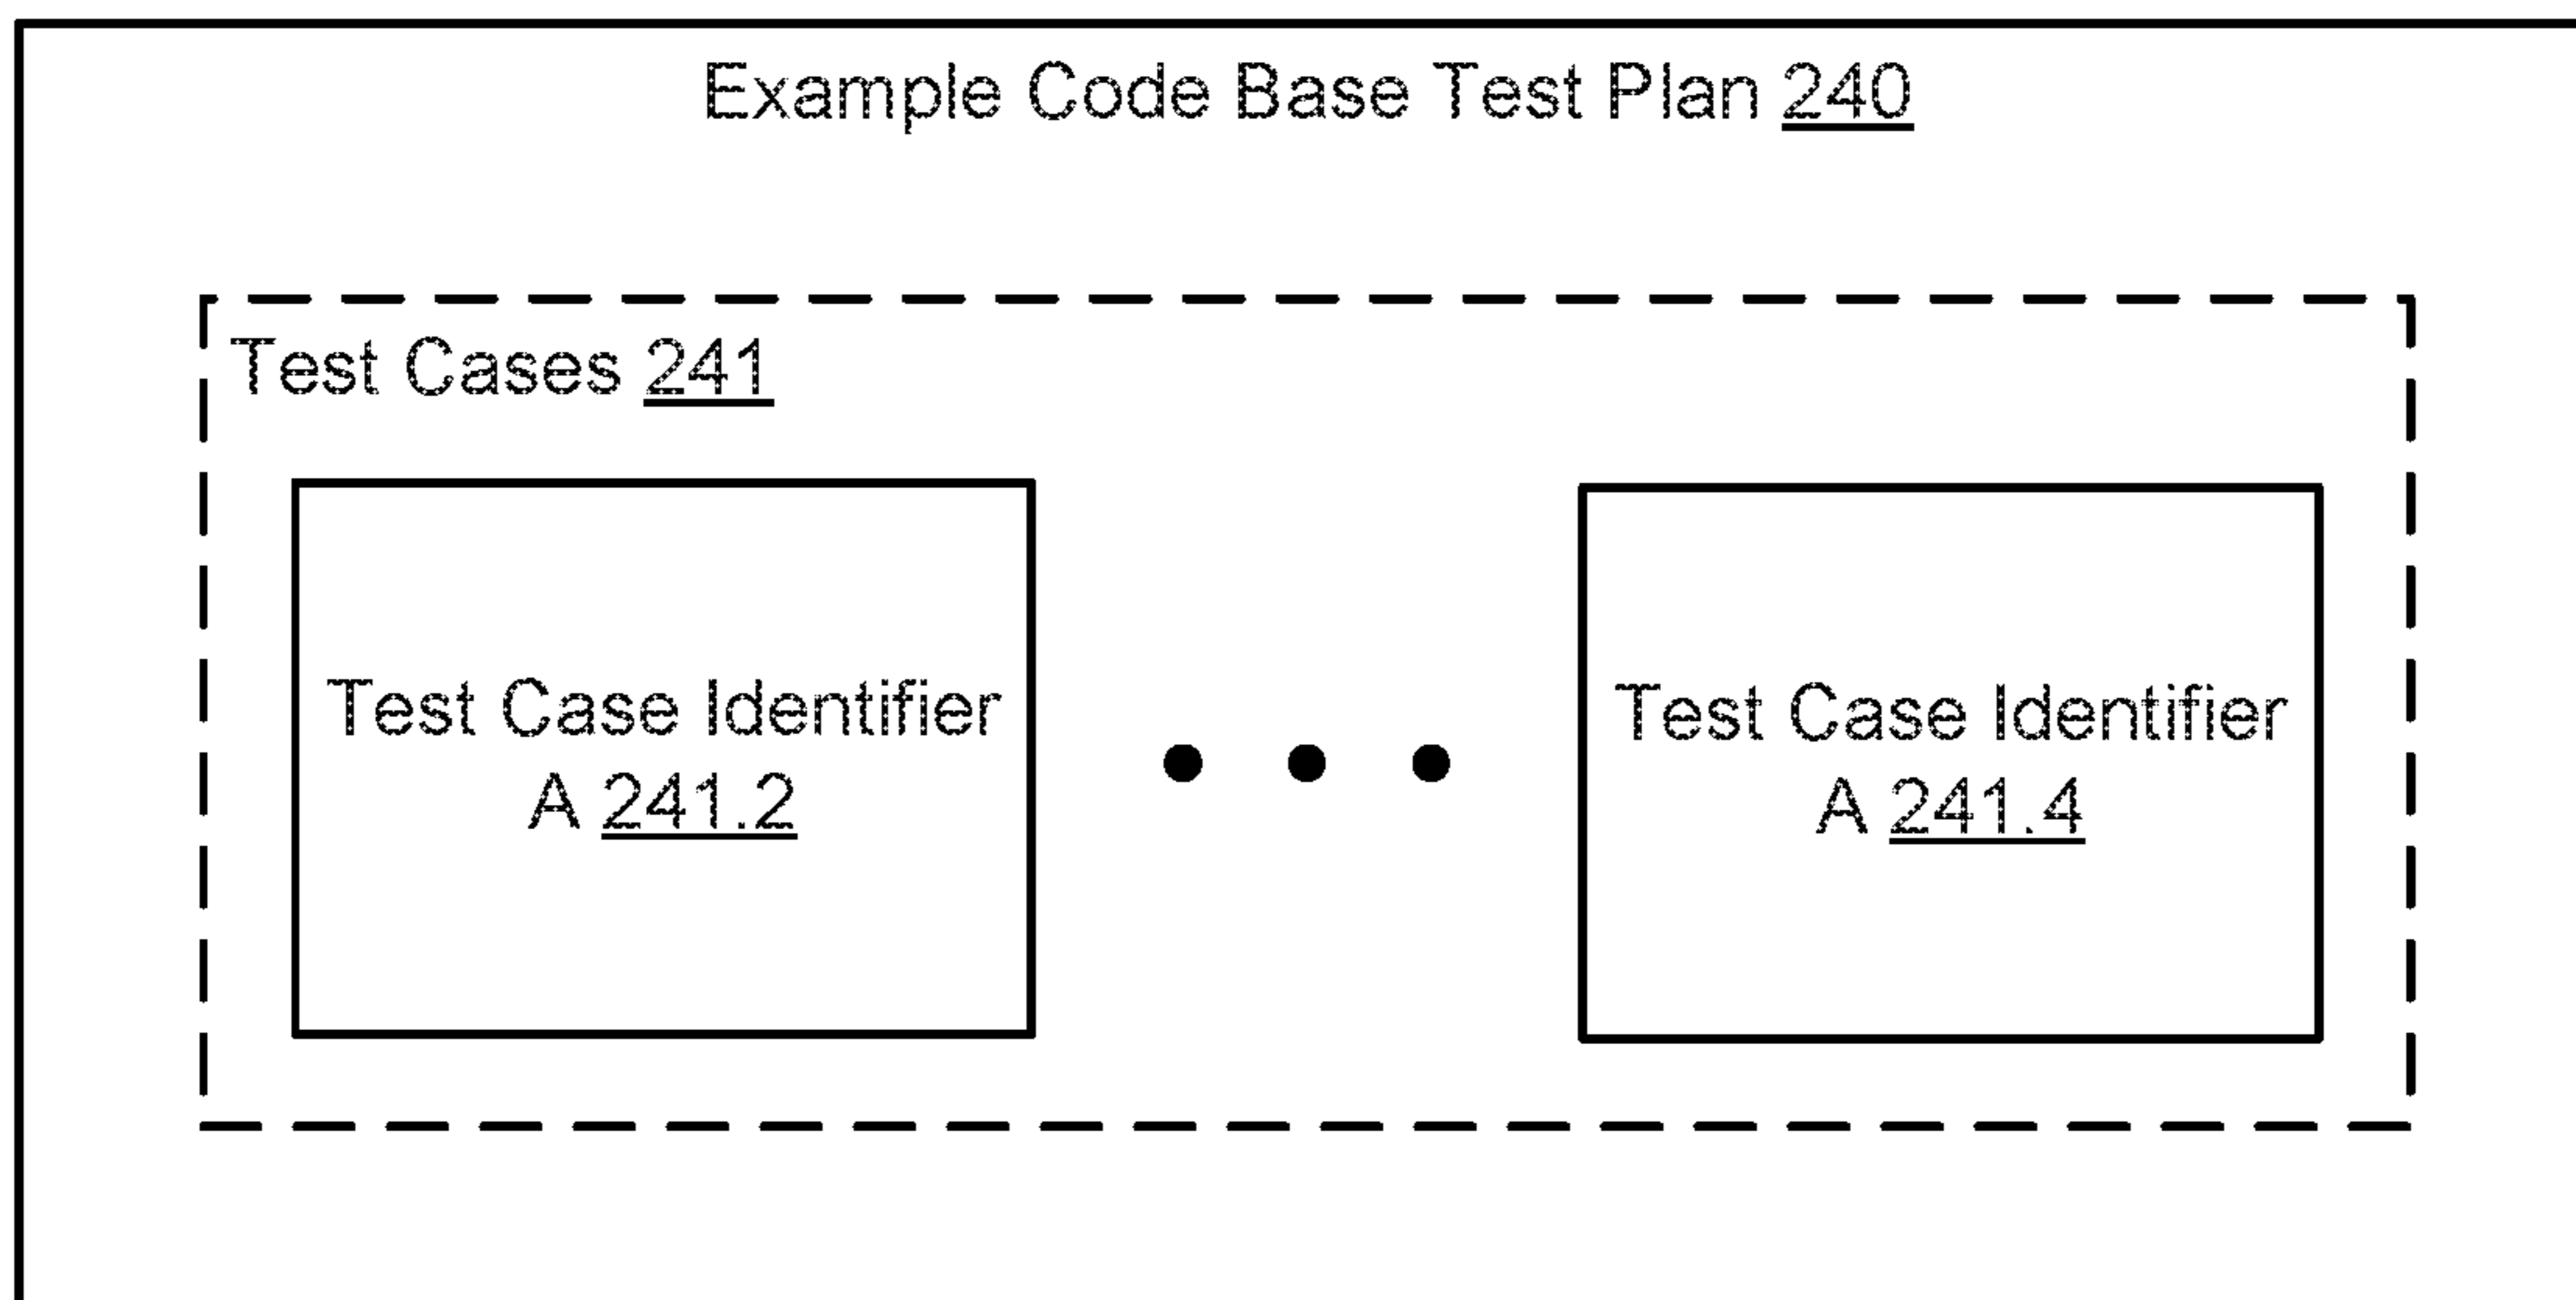 Example Code Base Test Plan 240
Test Cases 241
Test Case Identifier
A 241.2
Test Case Identifier
A 241.4